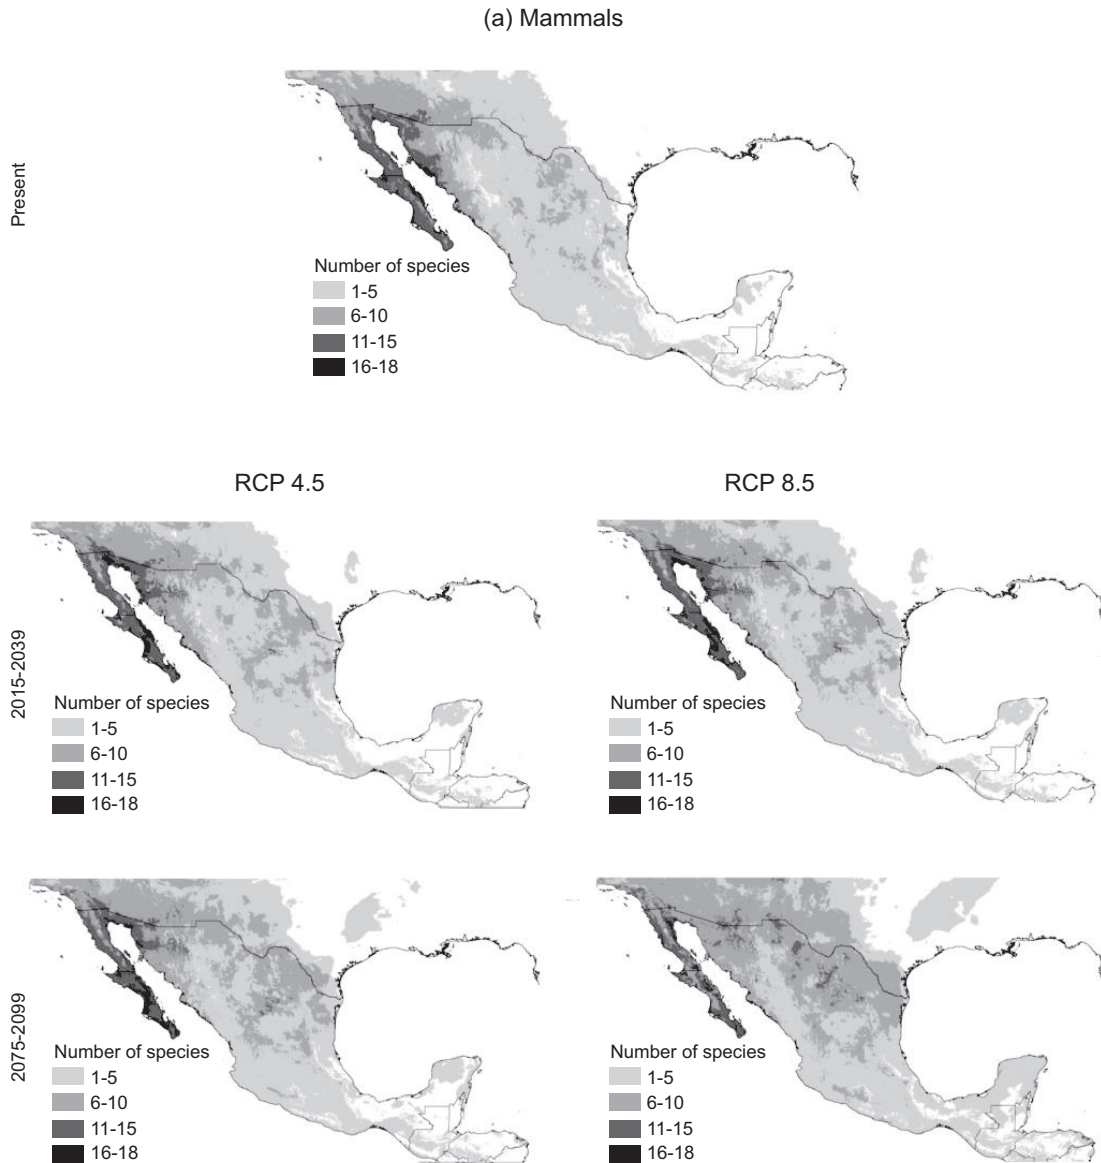 (a) Mammals
Present
Number of species
1-5
6-10
11-15
16-18
RCP 4.5
RCP 8.5
2015-2039
Number of species
1-5
6-10
11-15
16-18
Number of species
1-5
6-10
11-15
16-18
2075-2099
Number of species
1-5
6-10
11-15
16-18
Number of species
1-5
6-10
11-15
16-18